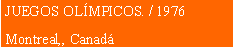 JUEGOS OLÍMPICOS. / 1976
Montreal,, Canadá